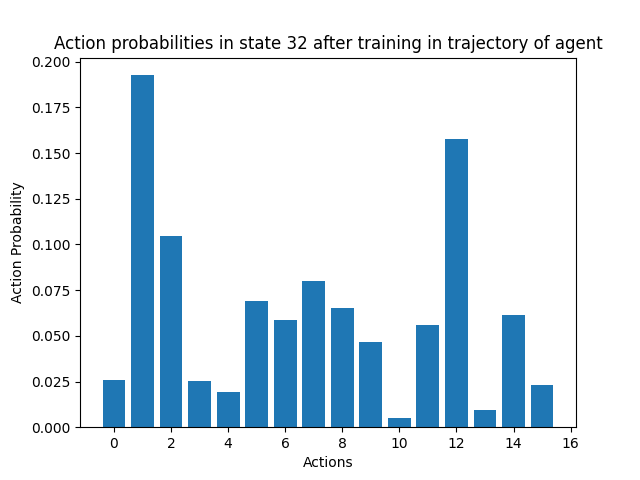 Action probabilities in state 32 after training in trajectory of agent
0.200
0.175
0.150
0.125
0.100
0.075
0.050
0.025
0.000
Action Probability
0 2 4 6 8 10 12 14 16
Actions